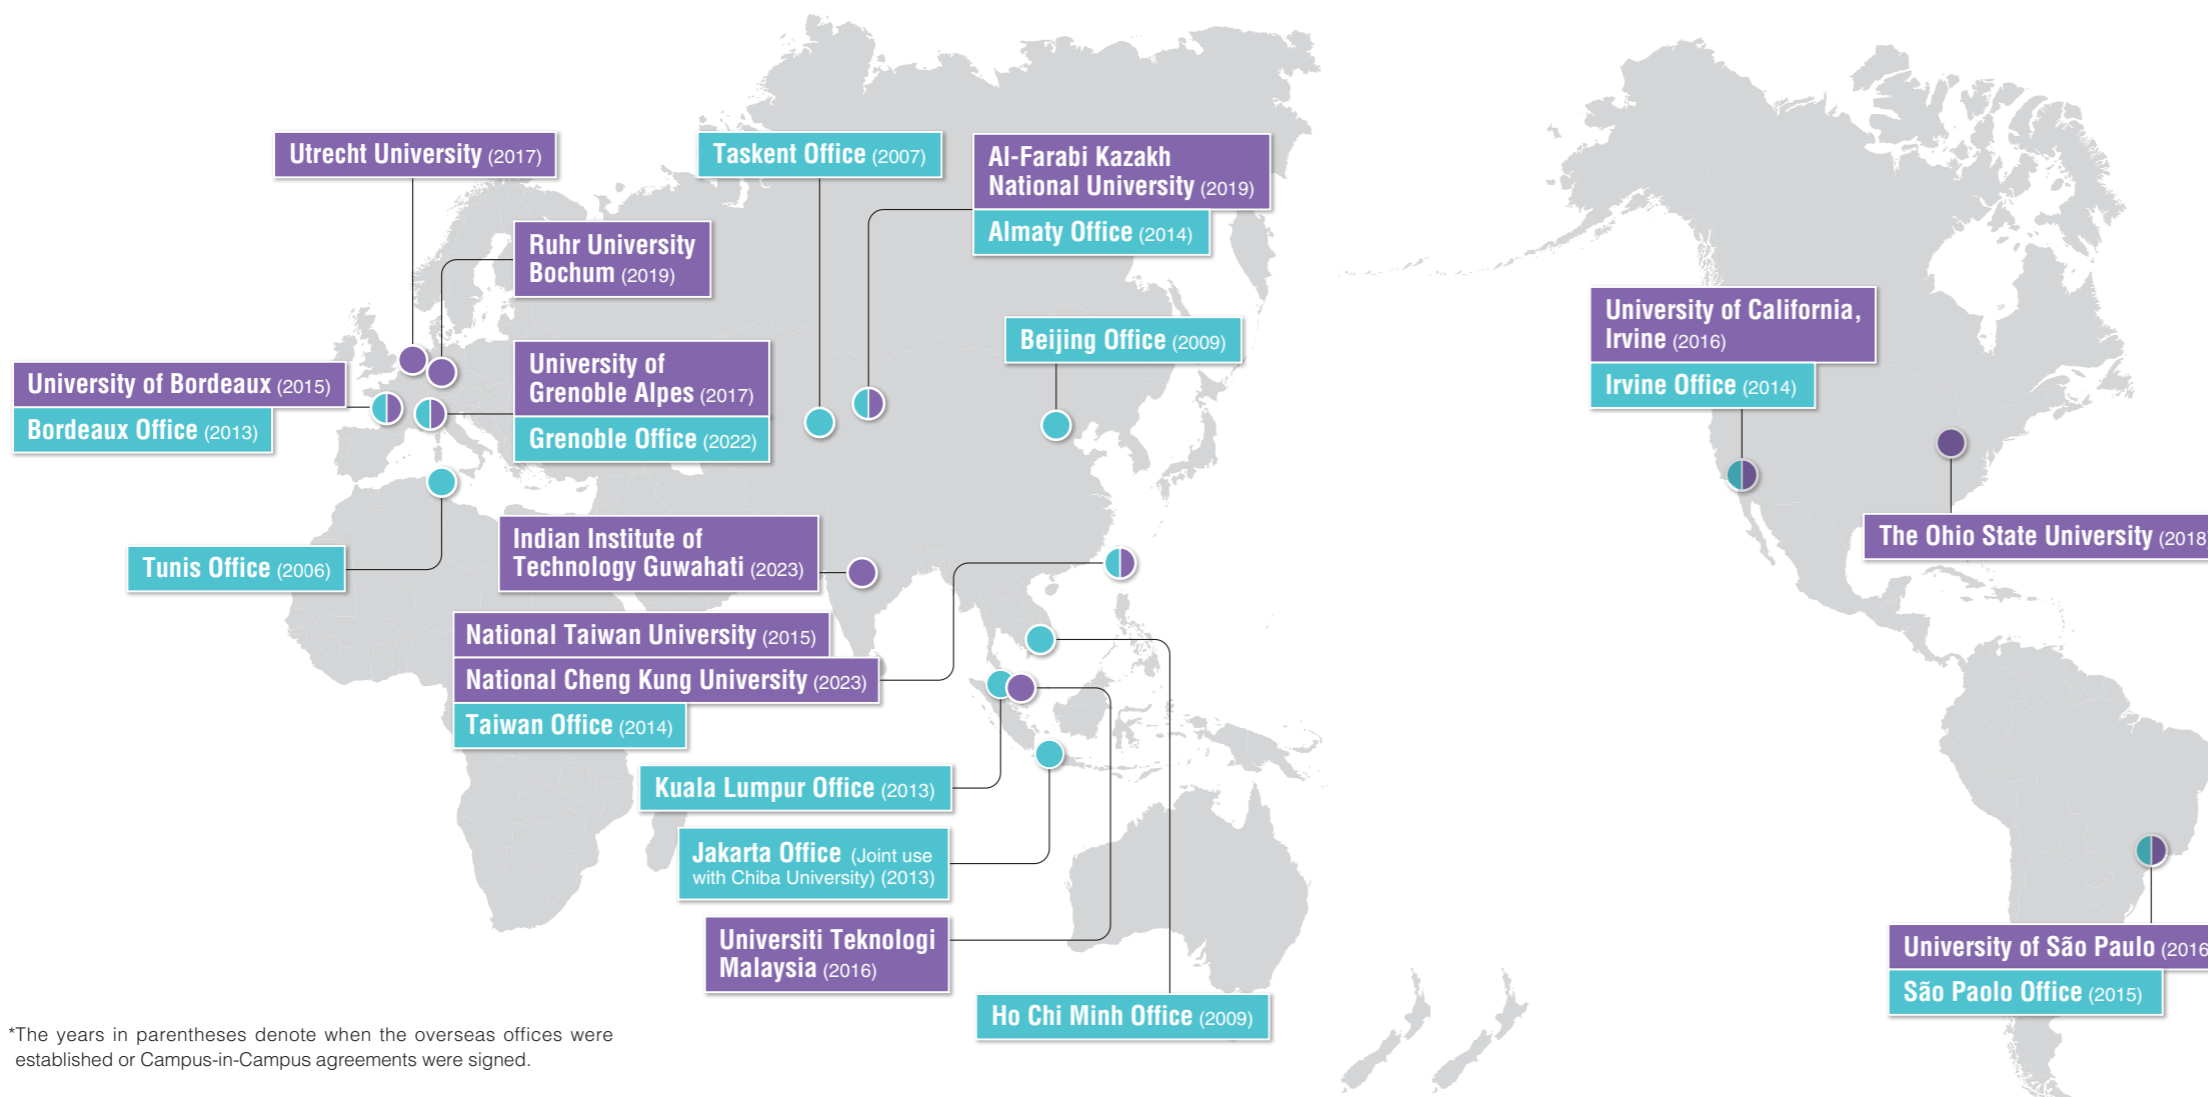 Utrecht University (2017)
Taskent Office (2007)
Al-Farabi Kazakh
National University (2019)
Almaty Office (2014)
Ruhr University
Bochum (2019)
University of California,
Irvine (2016)
Irvine Office (2014)
Beijing Office (2009)
University of
Grenoble Alpes (2017)
Grenoble Office (2022)
University of Bordeaux (2015)
Bordeaux Office (2013)
The Ohio State University (2018)
Indian Institute of
Technology Guwahati (2023)
Tunis Office (2006)
National Taiwan University (2015)
National Cheng Kung University (2023)
Taiwan Office (2014)
Kuala Lumpur Office (2013)
Jakarta Office (Joint use
with Chiba University) (2013)
Universiti Teknologi
Malaysia (2016)
University of São Paulo (2016
São Paolo Office (2015)
Ho Chi Minh Office (2009)
*The years in parentheses denote when the overseas offices were
established or Campus-in-Campus agreements were signed.